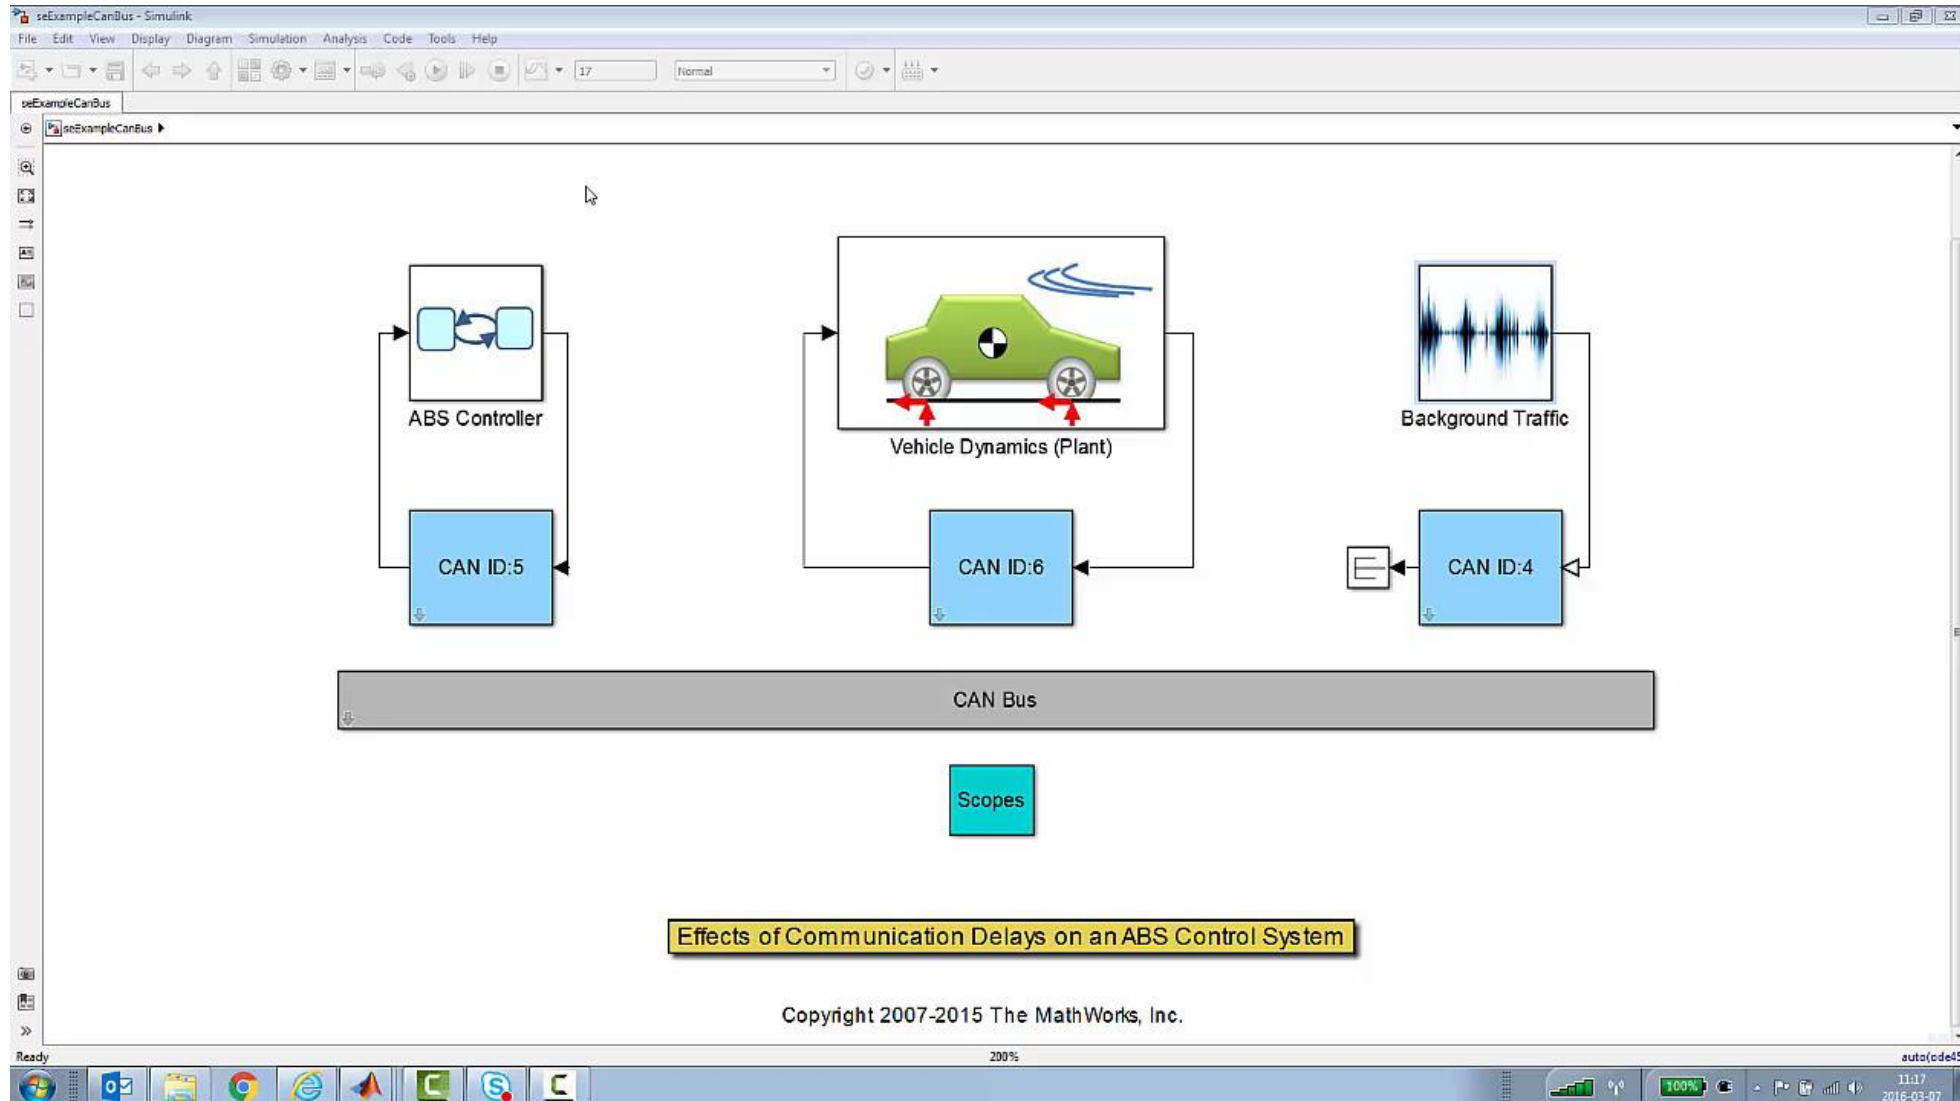 seExampleCanBus - Simulink
File Edit View Display Diagram Simulation Analysis Code Tools Help
17 Normal
seExampleCanBus
seExampleCanBus
ABS Controller
Vehicle Dynamics (Plant)
Background Traffic
CAN ID:5
CAN ID:6
CAN ID:4
CAN Bus
Scopes
Effects of Communication Delays on an ABS Control System
Copyright 2007-2015 The MathWorks, Inc.
Ready 200% auto(ode45
100% 11:17
2016-03-07